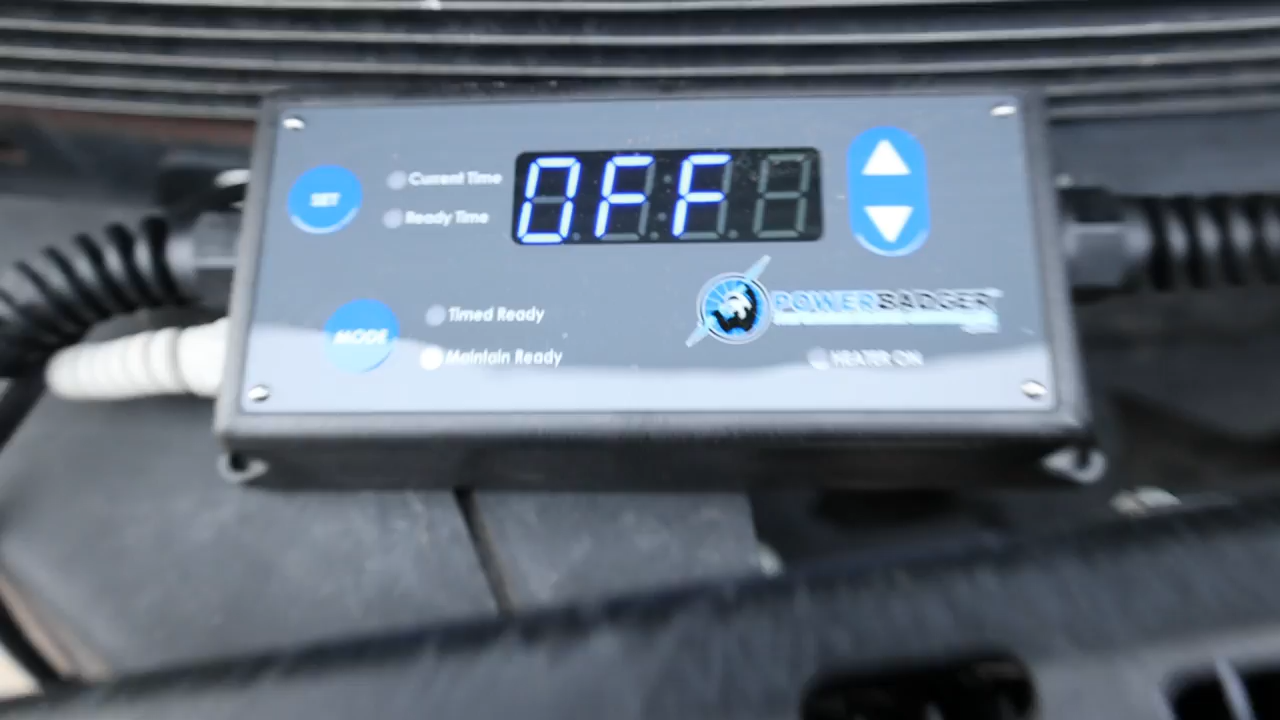 SET
Current Time
Ready Time
OFF
MODE
Timed Ready
Maintain Ready
POWERBADGER
HEATER ON